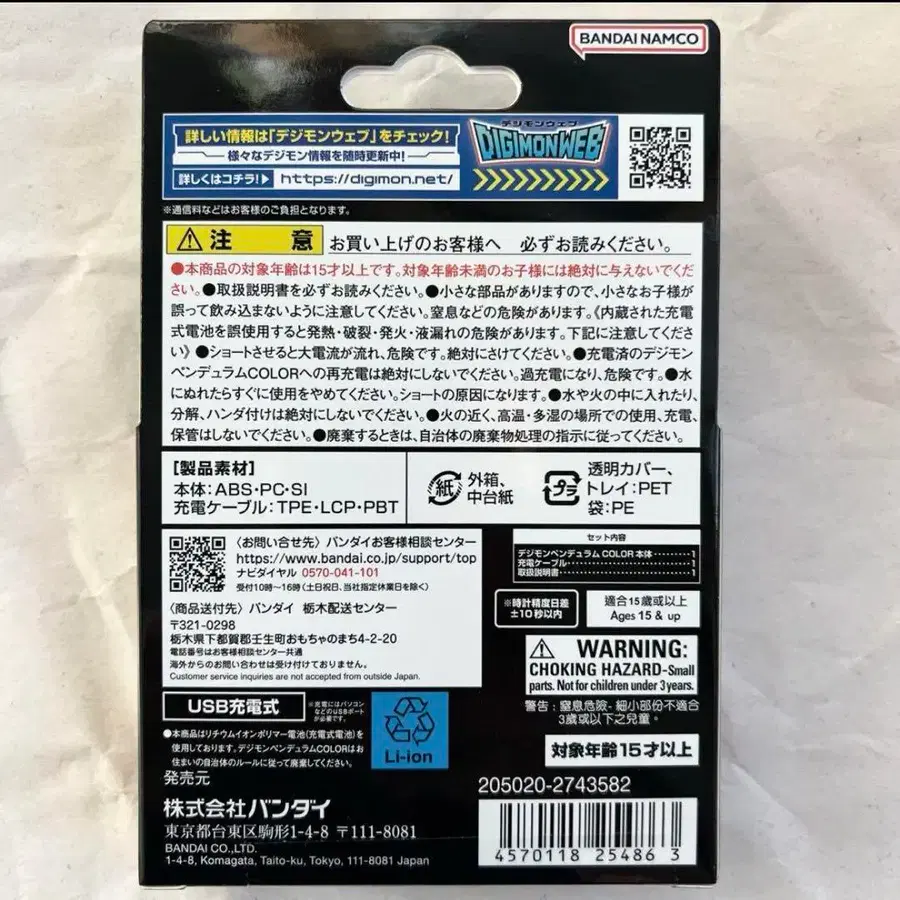 BANDAI NAMCO
詳しい情報は「デジモンウェブ」をチェック!
様々なデジモン情報を随時更新中!
詳しくはコチラ!▶ https://digimon.net/
デジモンウェブ
DIGIMONWEB
※通信料などはお客様のご負担となります。
⚠注 意 お買い上げのお客様へ 必ずお読みください。
●本商品の対象年齢は15才以上です。対象年齢未満のお子様には絶対に与えないでくだ
さい。●取扱説明書を必ずお読みください。●小さな部品がありますので、小さなお子様が
誤って飲み込まないように注意してください。窒息などの危険があります。《内蔵された充電
式電池を誤使用すると発熱・破裂・発火・液漏れの危険があります。下記に注意してくださ
い》●ショートさせると大電流が流れ、危険です。絶対にさけてください。●充電済のデジモン
ペンデュラムCOLORへの再充電は絶対にしないでください。過充電になり、危険です。●水
にぬれたらすぐに使用をやめてください。ショートの原因になります。●水や火の中に入れたり、
分解、ハンダ付けは絶対にしないでください。●火の近く、高温・多湿の場所での使用、充電、
保管はしないでください。●廃棄するときは、自治体の廃棄物処理の指示に従ってください。
【製品素材】
本体:ABS・PC・SI
充電ケーブル:TPE・LCP・PBT
紙
外箱、
中台紙
プラ
透明カバー、
トレイ:PET
袋:PE
〈お問い合せ先〉バンダイお客様相談センター
https://www.bandai.co.jp/support/top
ナビダイヤル 0570-041-101
受付10時〜16時(土日祝日、当社指定休業日を除く)
〈商品送付先〉バンダイ 栃木配送センター
〒321-0298
栃木県下都賀郡壬生町おもちゃのまち4-2-20
電話番号はお客様相談センター共通
海外からのお問い合わせは受け付けておりません。
Customer service inquiries are not accepted from outside Japan.
セット内容
デジモンペンデュラム COLOR 本体 1
充電ケーブル 1
取扱説明書 1
※時計精度日差
±10秒以内
適合15歳或以上
Ages 15 & up
⚠ WARNING:
CHOKING HAZARD-Small
parts. Not for children under 3 years.
警告:窒息危險-細小部份不適合
3歲或以下之兒童。
対象年齢15才以上
USB充電式
※充電にはパソコン
などのUSBポート
が必要です。
●本商品はリチウムイオンポリマー電池(充電式電池)を
使用しております。デジモンペンデュラムCOLORはお
住まいの自治体のルールに従って廃棄してください。
Li-ion
発売元
株式会社バンダイ
東京都台東区駒形1-4-8 〒111-8081
BANDAI CO.,LTD.
1-4-8, Komagata, Taito-ku, Tokyo, 111-8081 Japan
205020-2743582
4570118 25486 3